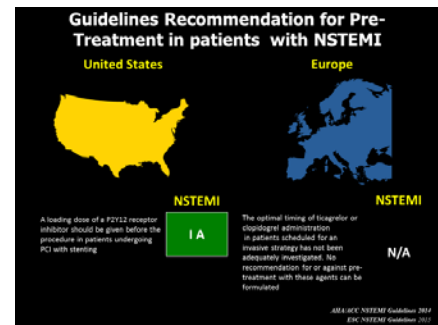 Guidelines Recommendation for Pre-
Treatment in patients with NSTEMI
United States
Europe
NSTEMI
A loading dose of a P2Y12 receptor
inhibitor should be given before the
procedure in patients undergoing
PCI with stenting
I A
NSTEMI
The optimal timing of ticagrelor or
clopidogrel administration
in patients scheduled for an
invasive strategy has not been
adequately investigated. No
recommendation for or against pre-
treatment with these agents can be
formulated
N/A
AHA/ACC NSTEMI Guidelines 2014
ESC NSTEMI Guidelines 2015